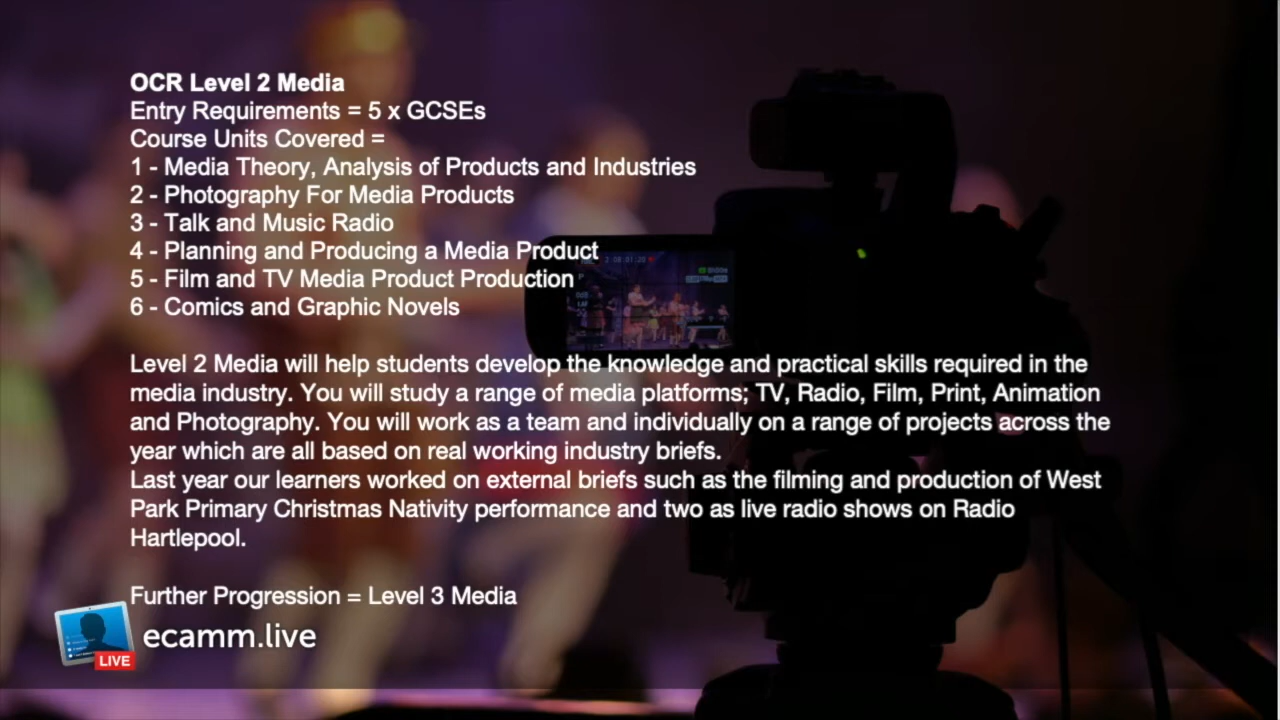 OCR Level 2 Media
Entry Requirements = 5 x GCSEs
Course Units Covered =
1 - Media Theory, Analysis of Products and Industries
2 - Photography For Media Products
3 - Talk and Music Radio
4 - Planning and Producing a Media Product
5 - Film and TV Media Product Production
6 - Comics and Graphic Novels
Level 2 Media will help students develop the knowledge and practical skills required in the
media industry. You will study a range of media platforms; TV, Radio, Film, Print, Animation
and Photography. You will work as a team and individually on a range of projects across the
year which are all based on real working industry briefs.
Last year our learners worked on external briefs such as the filming and production of West
Park Primary Christmas Nativity performance and two as live radio shows on Radio
Hartlepool.
Further Progression = Level 3 Media
ecamm.live
LIVE